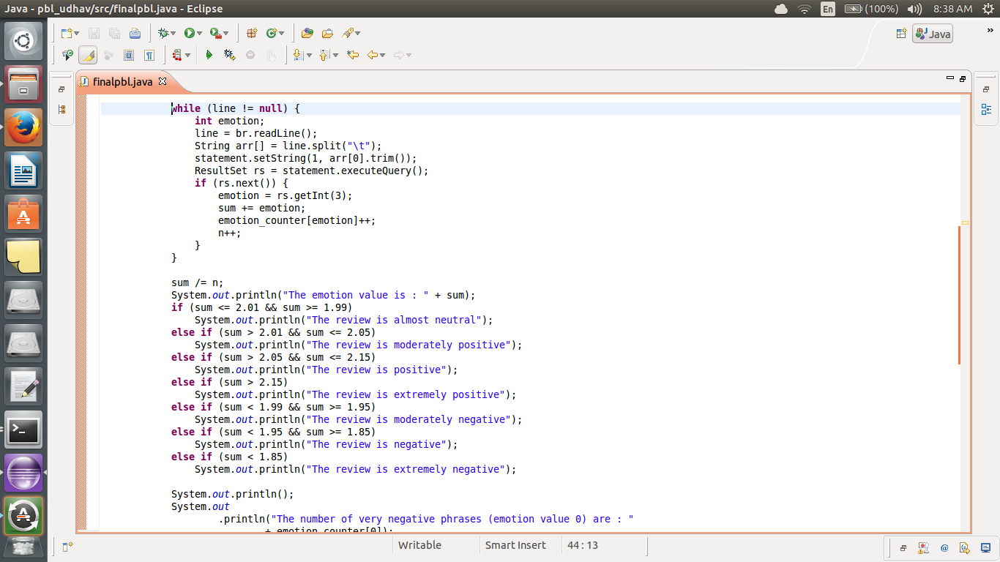 Java - pbl_udhav/src/finalpbl.java - Eclipse
En (100%) 8:38 AM
Java
»
finalpbl.java
while (line != null) {
int emotion;
line = br.readLine();
String arr[] = line.split("\t");
statement.setString(1, arr[0].trim());
ResultSet rs = statement.executeQuery();
if (rs.next()) {
emotion = rs.getInt(3);
sum += emotion;
emotion_counter[emotion]++;
n++;
}
}
sum /= n;
System.out.println("The emotion value is : " + sum);
if (sum <= 2.01 && sum >= 1.99)
System.out.println("The review is almost neutral");
else if (sum > 2.01 && sum <= 2.05)
System.out.println("The review is moderately positive");
else if (sum > 2.05 && sum <= 2.15)
System.out.println("The review is positive");
else if (sum > 2.15)
System.out.println("The review is extremely positive");
else if (sum < 1.99 && sum >= 1.95)
System.out.println("The review is moderately negative");
else if (sum < 1.95 && sum >= 1.85)
System.out.println("The review is negative");
else if (sum < 1.85)
System.out.println("The review is extremely negative");
System.out.println();
System.out
.println("The number of very negative phrases (emotion value 0) are : "
+ emotion_counter[0]);
Writable Smart Insert 44 : 13